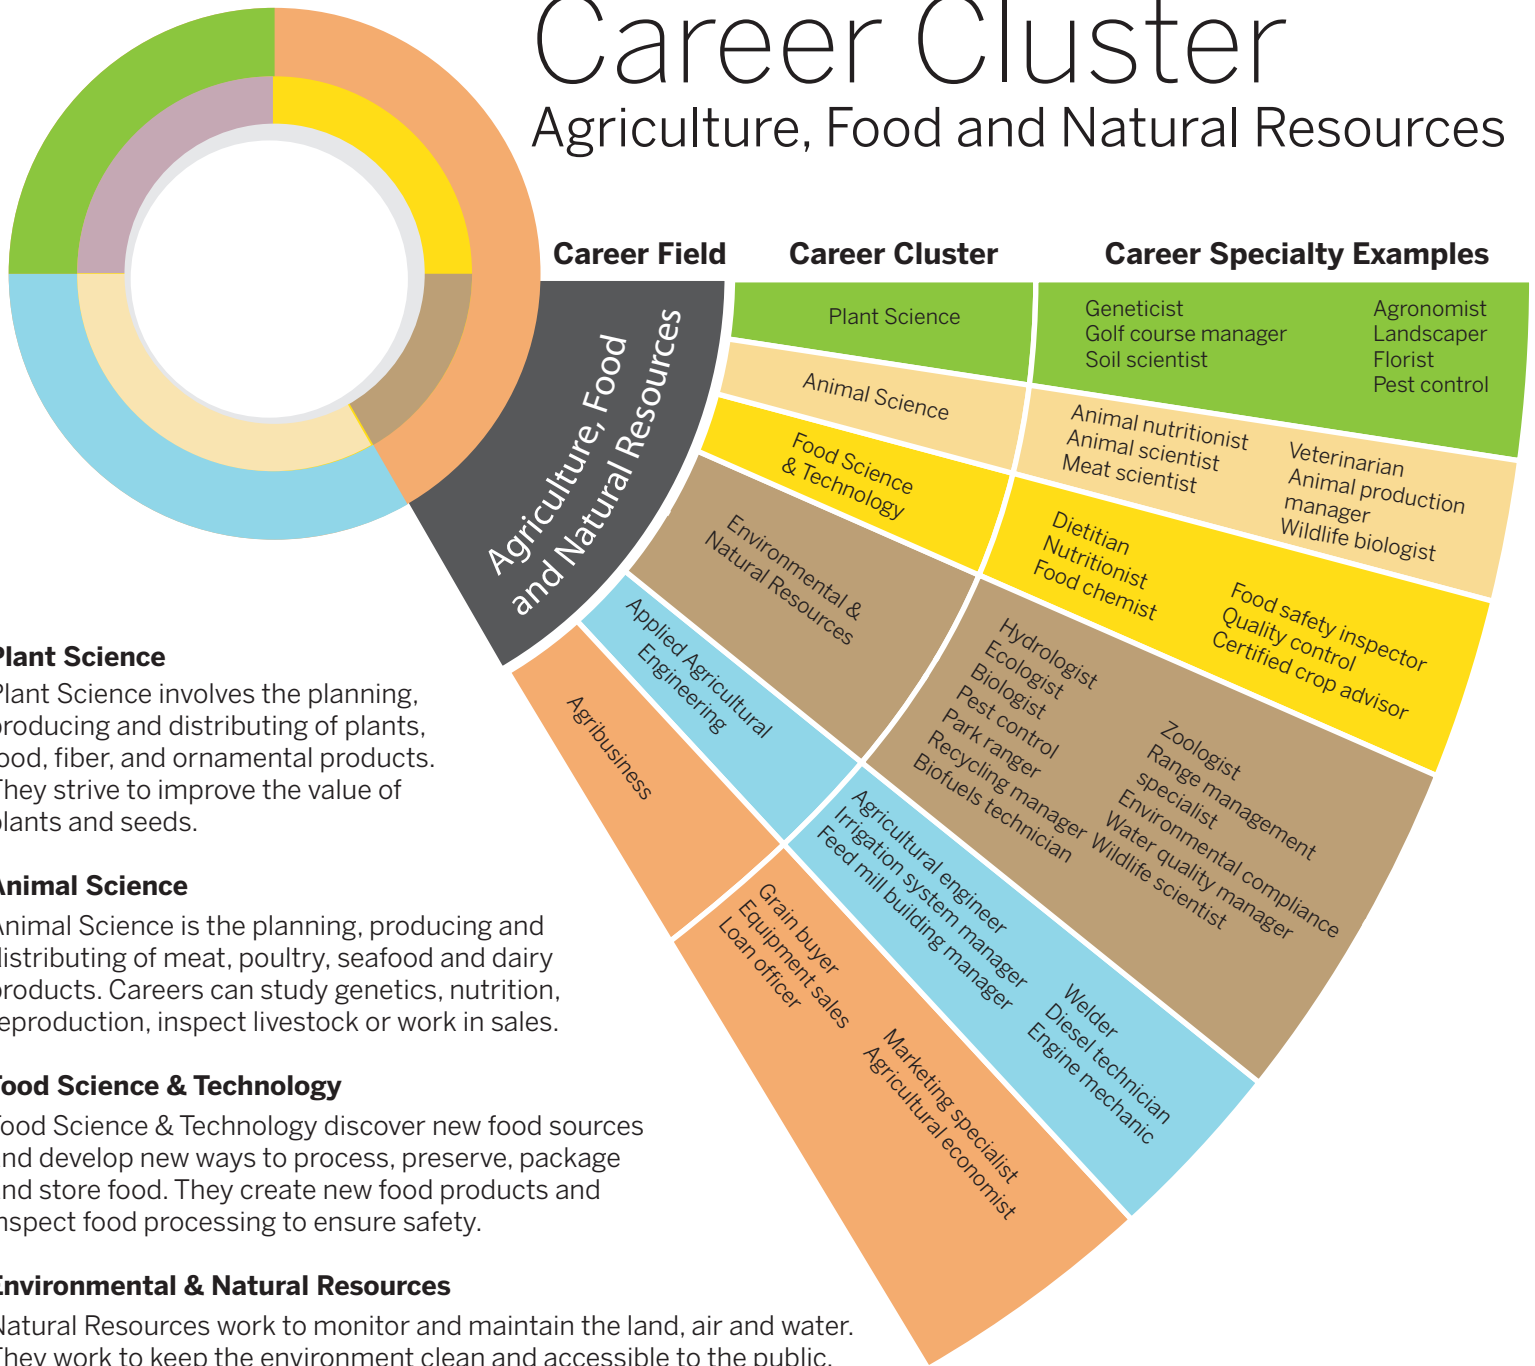 Career Cluster
Agriculture, Food and Natural Resources
Career Field
Career Cluster
Career Specialty Examples
Agriculture, Food
and Natural Resources
Plant Science
Geneticist
Golf course manager
Soil scientist
Agronomist
Landscaper
Florist
Pest control
Animal Science
Animal nutritionist
Animal scientist
Meat scientist
Veterinarian
Animal production
manager
Wildlife biologist
Food Science
& Technology
Dietitian
Nutritionist
Food chemist
Food safety inspector
Quality control
Certified crop advisor
Environmental &
Natural Resources
Hydrologist
Ecologist
Biologist
Pest control
Park ranger
Recycling manager
Biofuels technician
Zoologist
Range management
specialist
Environmental compliance
Water quality manager
Wildlife scientist
Applied Agricultural
Engineering
Agricultural engineer
Irrigation system manager
Feed mill building manager
Welder
Diesel technician
Engine mechanic
Agribusiness
Grain buyer
Equipment sales
Loan officer
Marketing specialist
Agricultural economist
Plant Science
Plant Science involves the planning,
producing and distributing of plants,
food, fiber, and ornamental products.
They strive to improve the value of
plants and seeds.
Animal Science
Animal Science is the planning, producing and
distributing of meat, poultry, seafood and dairy
products. Careers can study genetics, nutrition,
reproduction, inspect livestock or work in sales.
Food Science & Technology
Food Science & Technology discover new food sources
and develop new ways to process, preserve, package
and store food. They create new food products and
inspect food processing to ensure safety.
Environmental & Natural Resources
Natural Resources work to monitor and maintain the land, air and water.
They work to keep the environment clean and accessible to the public.